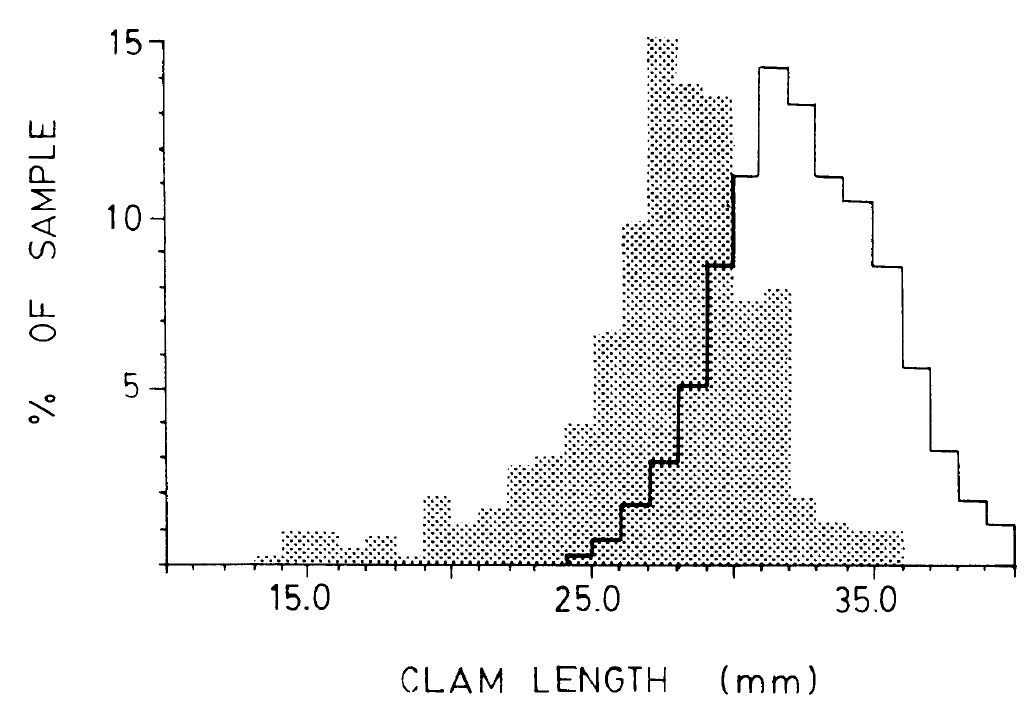 15
10
5
% OF SAMPLE
15.0 25.0 35.0
CLAM LENGTH (mm)